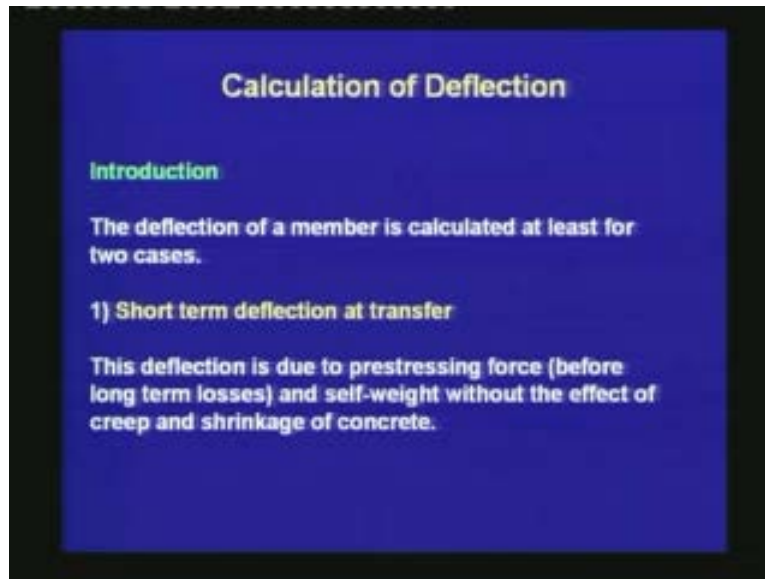 Calculation of Deflection
Introduction
The deflection of a member is calculated at least for
two cases.
1) Short term deflection at transfer
This deflection is due to prestressing force (before
long term losses) and self-weight without the effect of
creep and shrinkage of concrete.